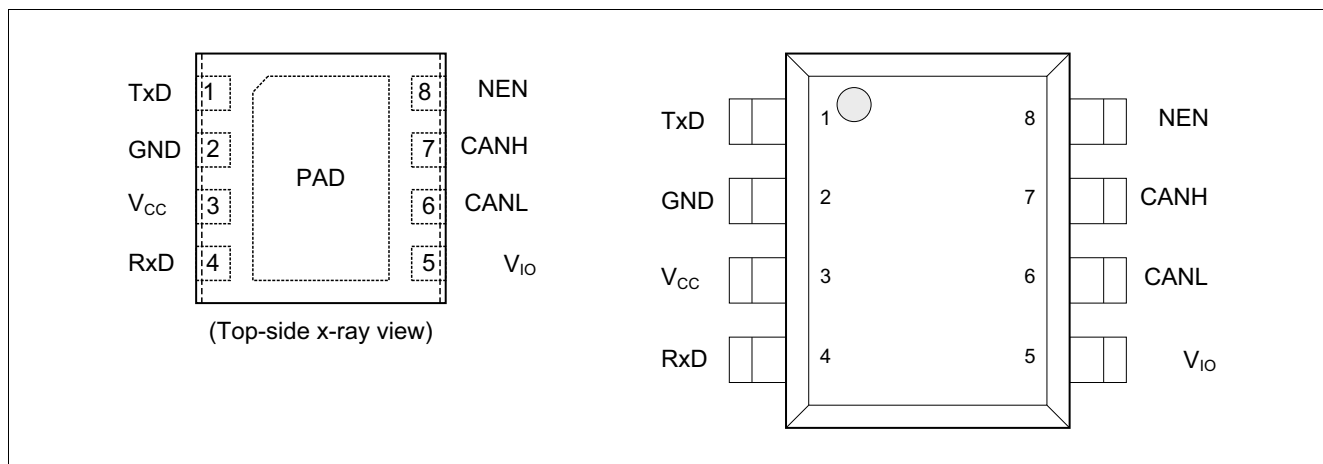 TxD 1 8 NEN
GND 2 7 CANH
PAD
VCC 3 6 CANL
RxD 4 5 VIO
(Top-side x-ray view)
TxD 1 8 NEN
GND 2 7 CANH
VCC 3 6 CANL
RxD 4 5 VIO